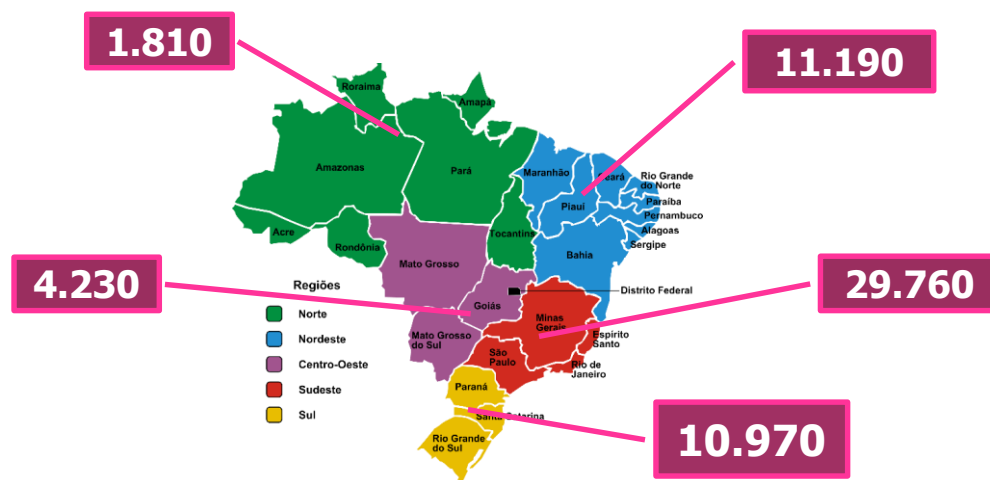 1.810
11.190
Roraima
Amapá
Amazonas
Pará
Maranhão
Ceará
Rio Grande
do Norte
Piauí
Paraíba
Pernambuco
Alagoas
Sergipe
Acre
Rondônia
Tocantins
Bahia
Mato Grosso
4.230
29.760
Regiões
Norte
Nordeste
Centro-Oeste
Sudeste
Sul
Goiás
Distrito Federal
Minas
Gerais
Espírito
Santo
Mato Grosso
do Sul
São
Paulo
Rio de
Janeiro
Paraná
Santa Catarina
Rio Grande
do Sul
10.970